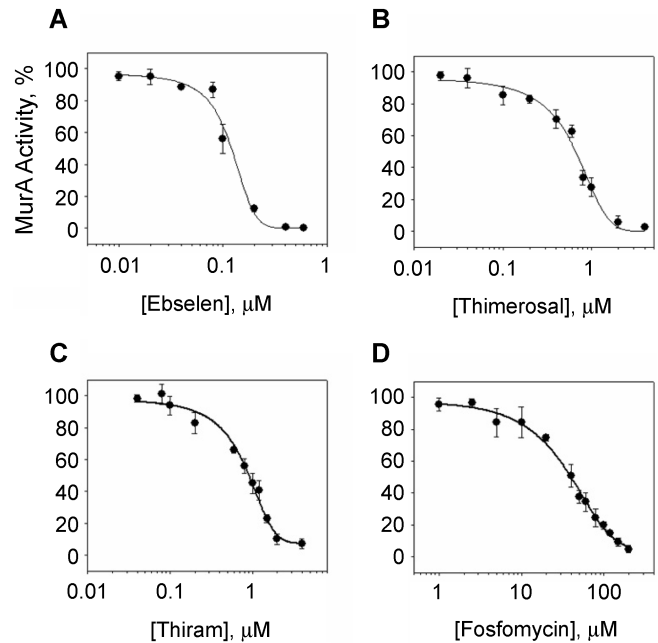 A
B
MurA Activity, %
100
80
60
40
20
0
0.01 0.1 1
[Ebselen], μM
100
80
60
40
20
0
0.01 0.1 1
[Thimerosal], μM
C
D
100
80
60
40
20
0
0.01 0.1 1
[Thiram], μM
100
80
60
40
20
0
1 10 100
[Fosfomycin], μM